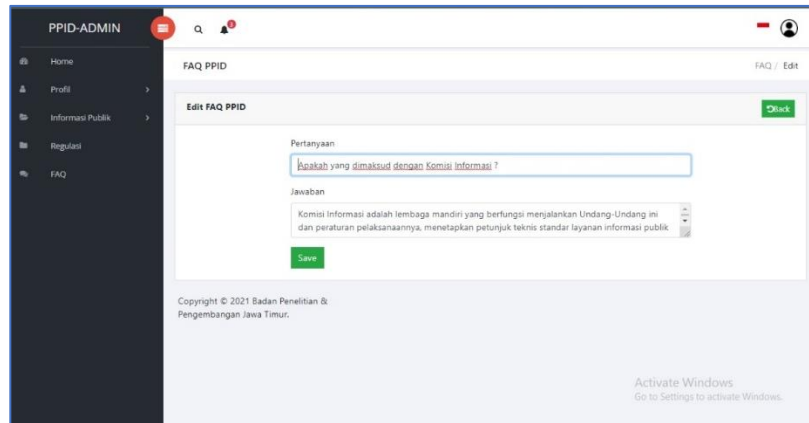 PPID-ADMIN
FAQ PPID
FAQ / Edit
Home
Profil
Informasi Publik
Regulasi
FAQ
Edit FAQ PPID
Back
Pertanyaan
Apakah yang dimaksud dengan Komisi Informasi ?
Jawaban
Komisi Informasi adalah lembaga mandiri yang berfungsi menjalankan Undang-Undang ini
dan peraturan pelaksanaannya, menetapkan petunjuk teknis standar layanan informasi publik
Save
Copyright © 2021 Badan Penelitian &
Pengembangan Jawa Timur.
Activate Windows
Go to Settings to activate Windows.